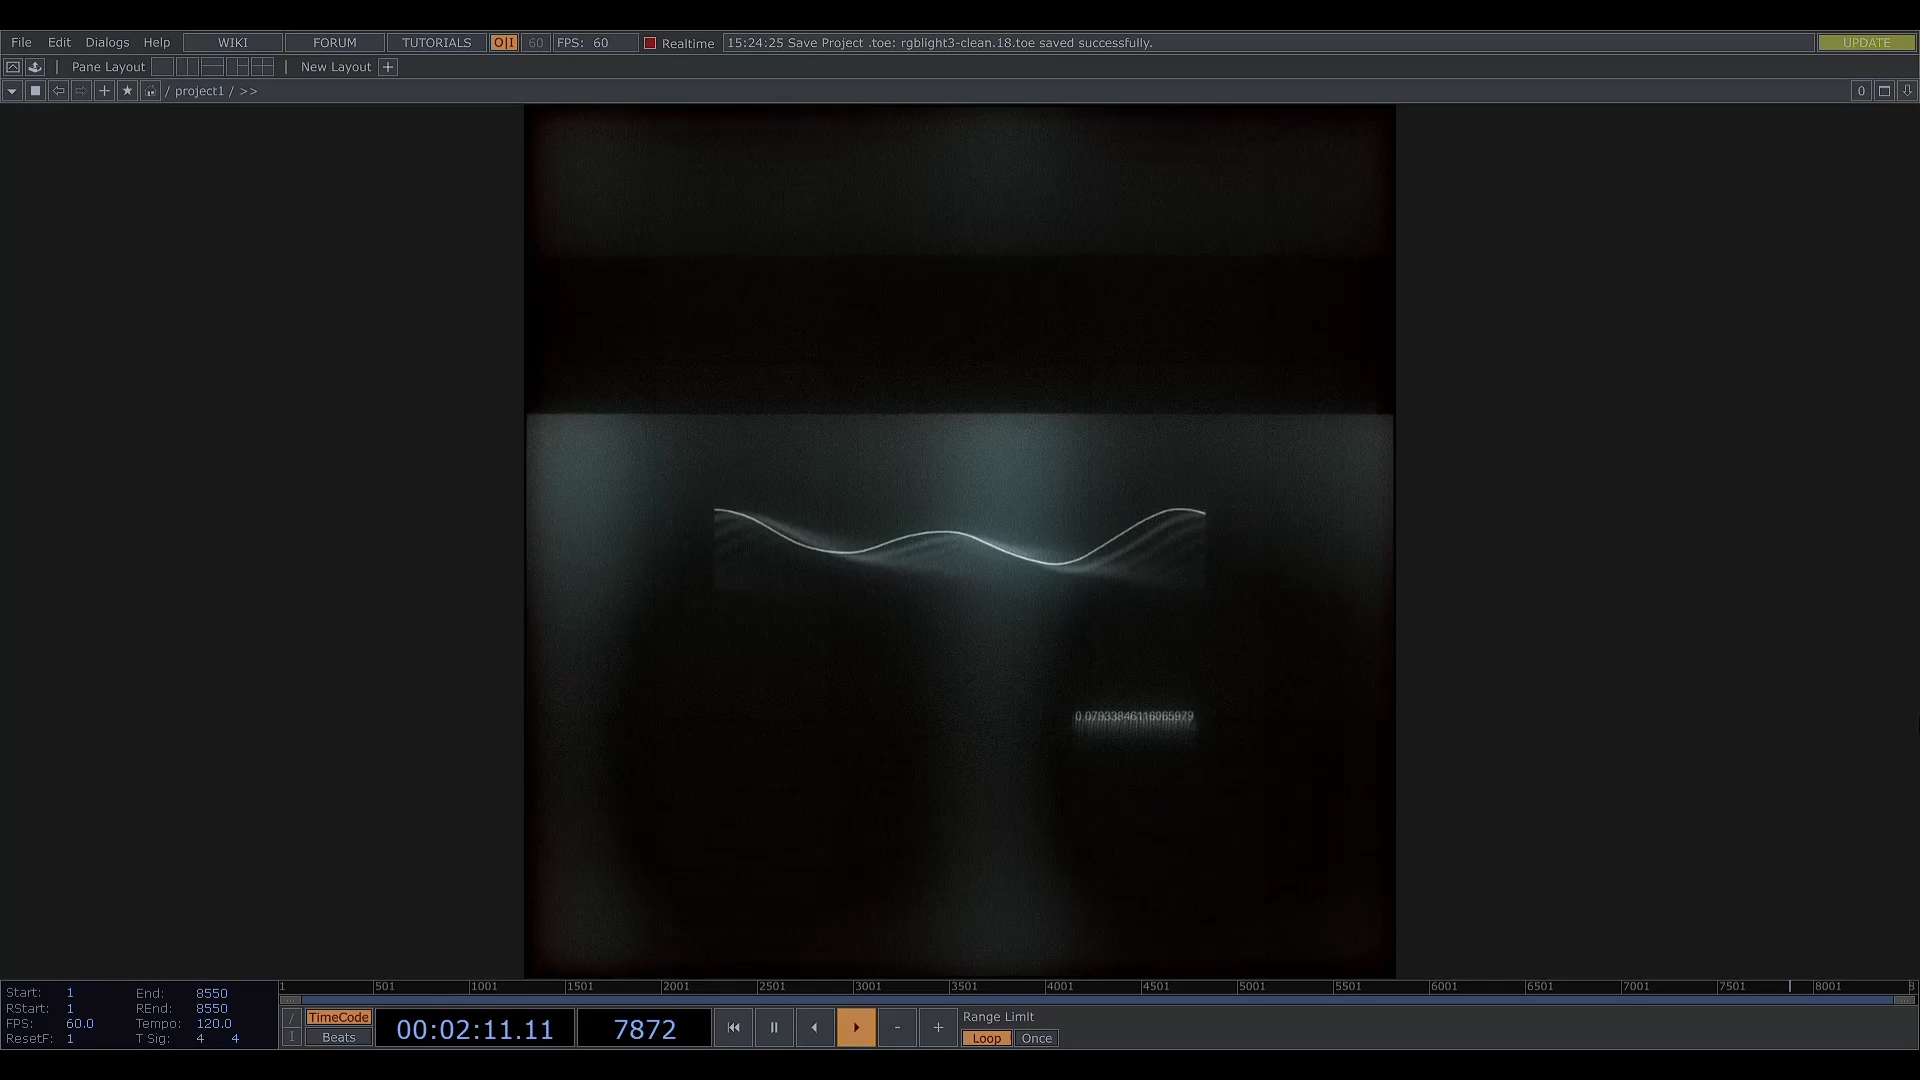 File Edit Dialogs Help WIKI FORUM TUTORIALS O|I 60 FPS: 60 Realtime 15:24:25 Save Project .toe: rgblight3-clean.18.toe saved successfully. UPDATE
Pane Layout New Layout +
/ project1 / >> 0
0.07933846116065979
1 501 1001 1501 2001 2501 3001 3501 4001 4501 5001 5501 6001 6501 7001 7501 8001 8
Start: 1 End: 8550
RStart: 1 REnd: 8550
FPS: 60.0 Tempo: 120.0
ResetF: 1 T Sig: 4 4
/ TimeCode
I Beats
00:02:11.11 7872 - +
Range Limit
Loop Once